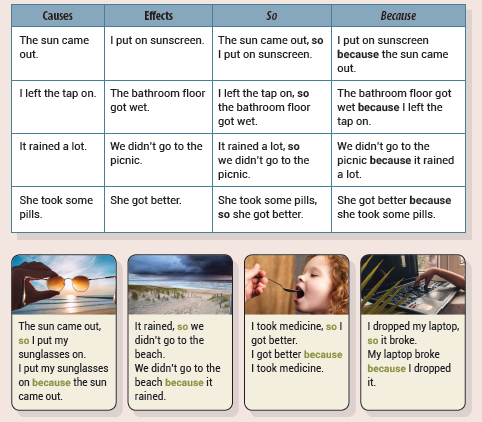 Causes
Effects
So
Because
The sun came
out.
I put on sunscreen.
The sun came out, so
I put on sunscreen.
I put on sunscreen
because the sun came
out.
I left the tap on.
The bathroom floor
got wet.
I left the tap on, so
the bathroom floor
got wet.
The bathroom floor got
wet because I left the
tap on.
It rained a lot.
We didn't go to the
picnic.
It rained a lot, so
we didn't go to the
picnic.
We didn't go to the
picnic because it rained
a lot.
She took some
pills.
She got better.
She took some pills,
so she got better.
She got better because
she took some pills.
The sun came out,
so I put my
sunglasses on.
I put my sunglasses
on because the sun
came out.
It rained, so we
didn't go to the
beach.
We didn't go to the
beach because it
rained.
I took medicine, so I
got better.
I got better because
I took medicine.
I dropped my laptop,
so it broke.
My laptop broke
because I dropped
it.